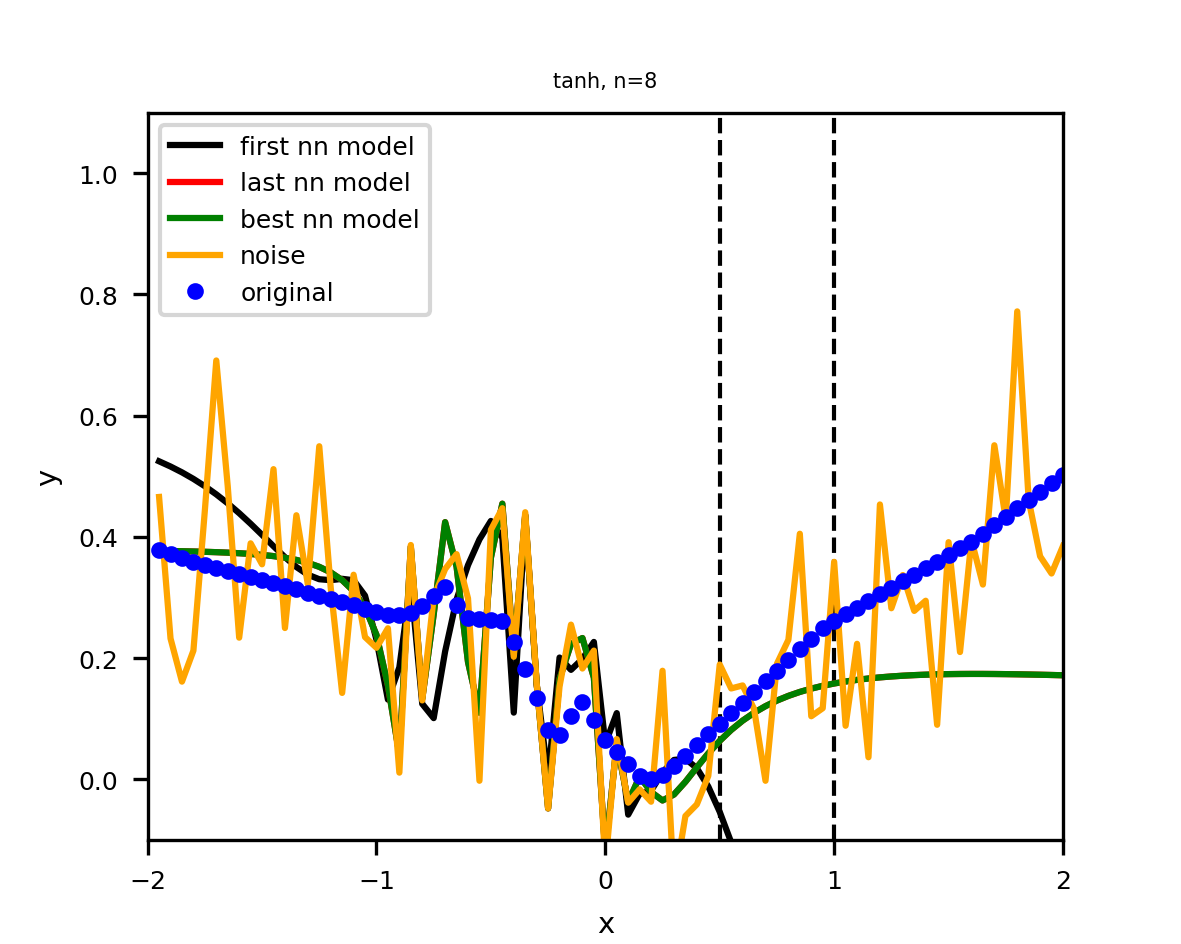 tanh, n=8
first nn model
last nn model
best nn model
noise
original
1.0
0.8
0.6
0.4
0.2
0.0
y
−2
−1
0
1
2
x